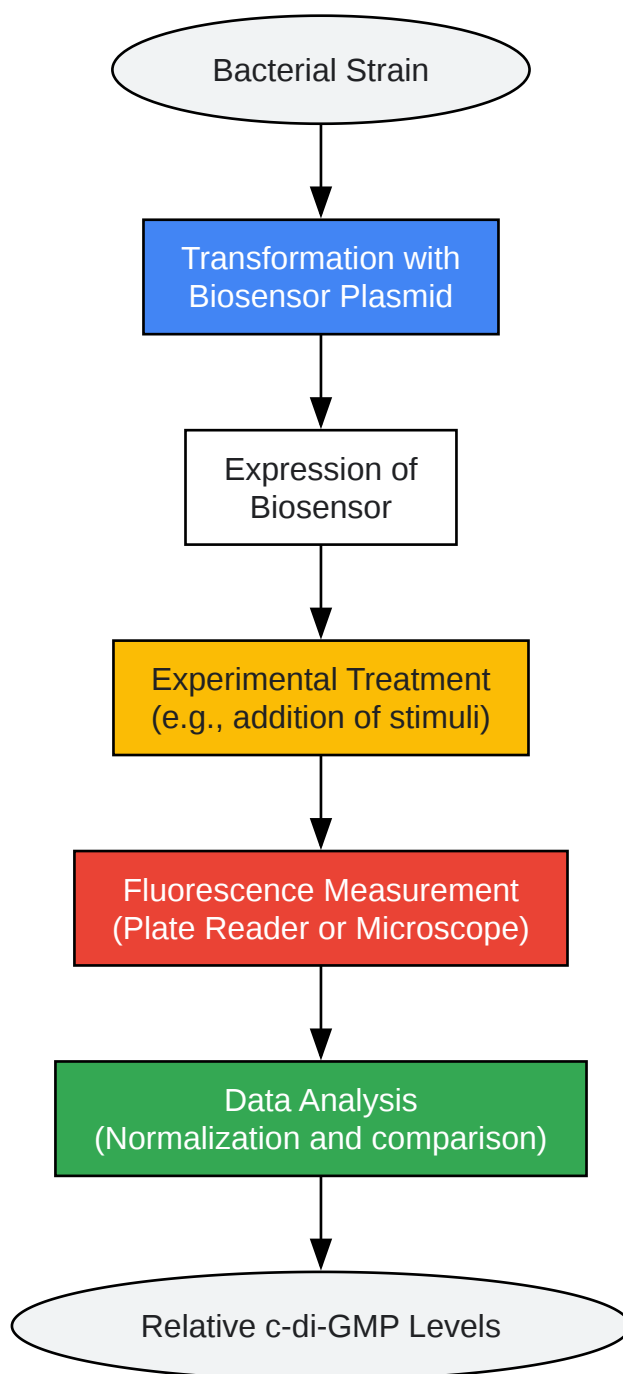 Bacterial Strain
Transformation with
Biosensor Plasmid
Expression of
Biosensor
Experimental Treatment
(e.g., addition of stimuli)
Fluorescence Measurement
(Plate Reader or Microscope)
Data Analysis
(Normalization and comparison)
Relative c-di-GMP Levels